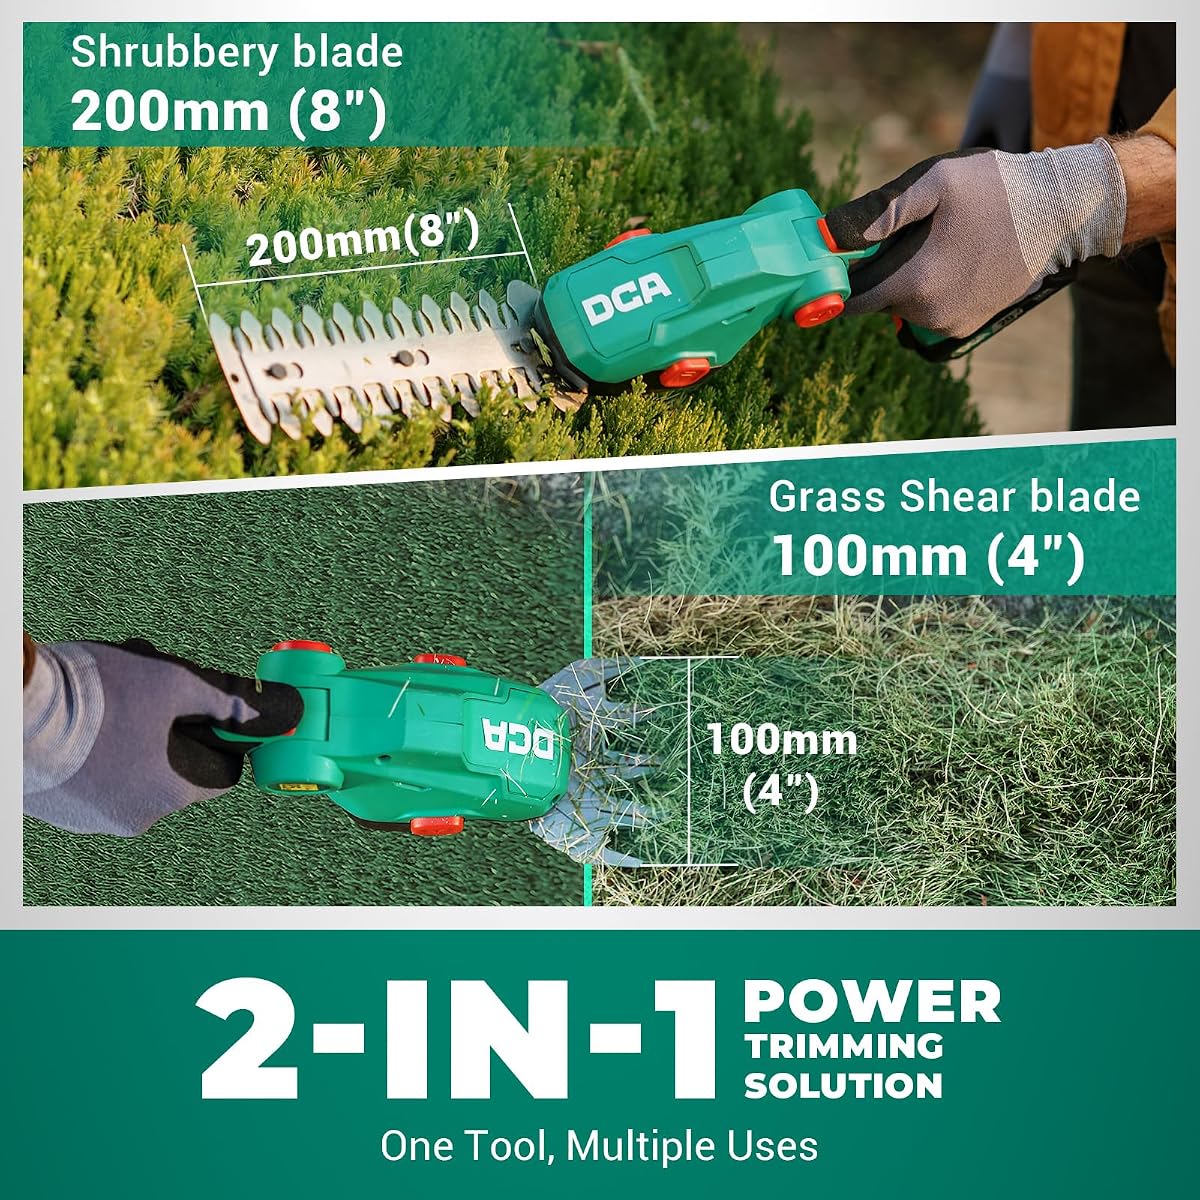 Shrubbery blade
200mm (8")
200mm(8")
DCA
Grass Shear blade
100mm (4")
DCA
100mm
(4")
2-IN-1 POWER
TRIMMING
SOLUTION
One Tool, Multiple Uses